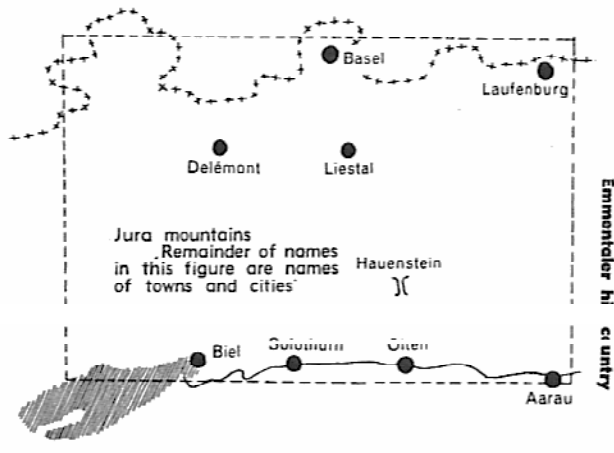 Basel
Laufenburg
Delémont
Liestal
Jura mountains
Remainder of names
in this figure are names
of towns and cities
Hauenstein
Biel
Aarau
Emmentaler